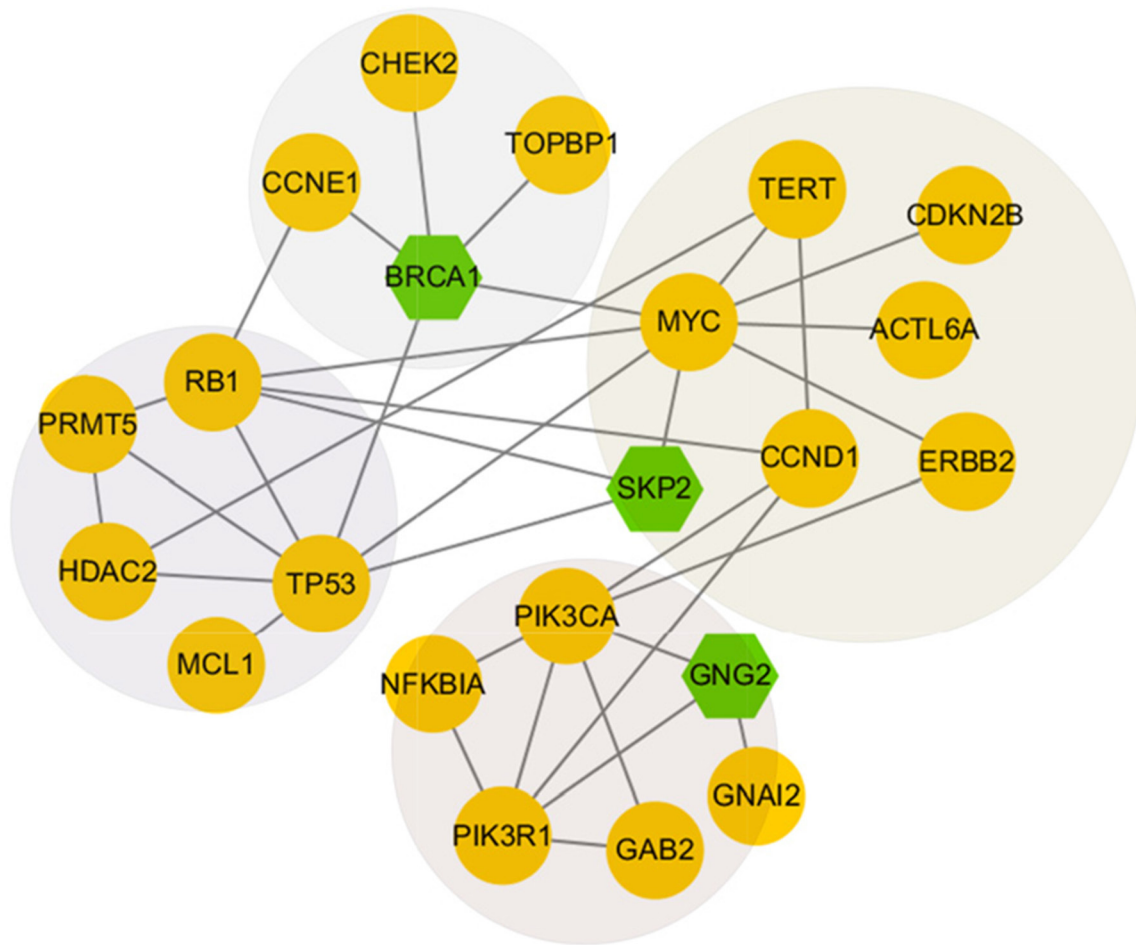 CHEK2
TOPBP1
CCNE1
BRCA1
TERT
CDKN2B
MYC
ACTL6A
RB1
PRMT5
CCND1
ERBB2
SKP2
HDAC2
TP53
MCL1
PIK3CA
NFKBIA
GNG2
GNAI2
PIK3R1
GAB2